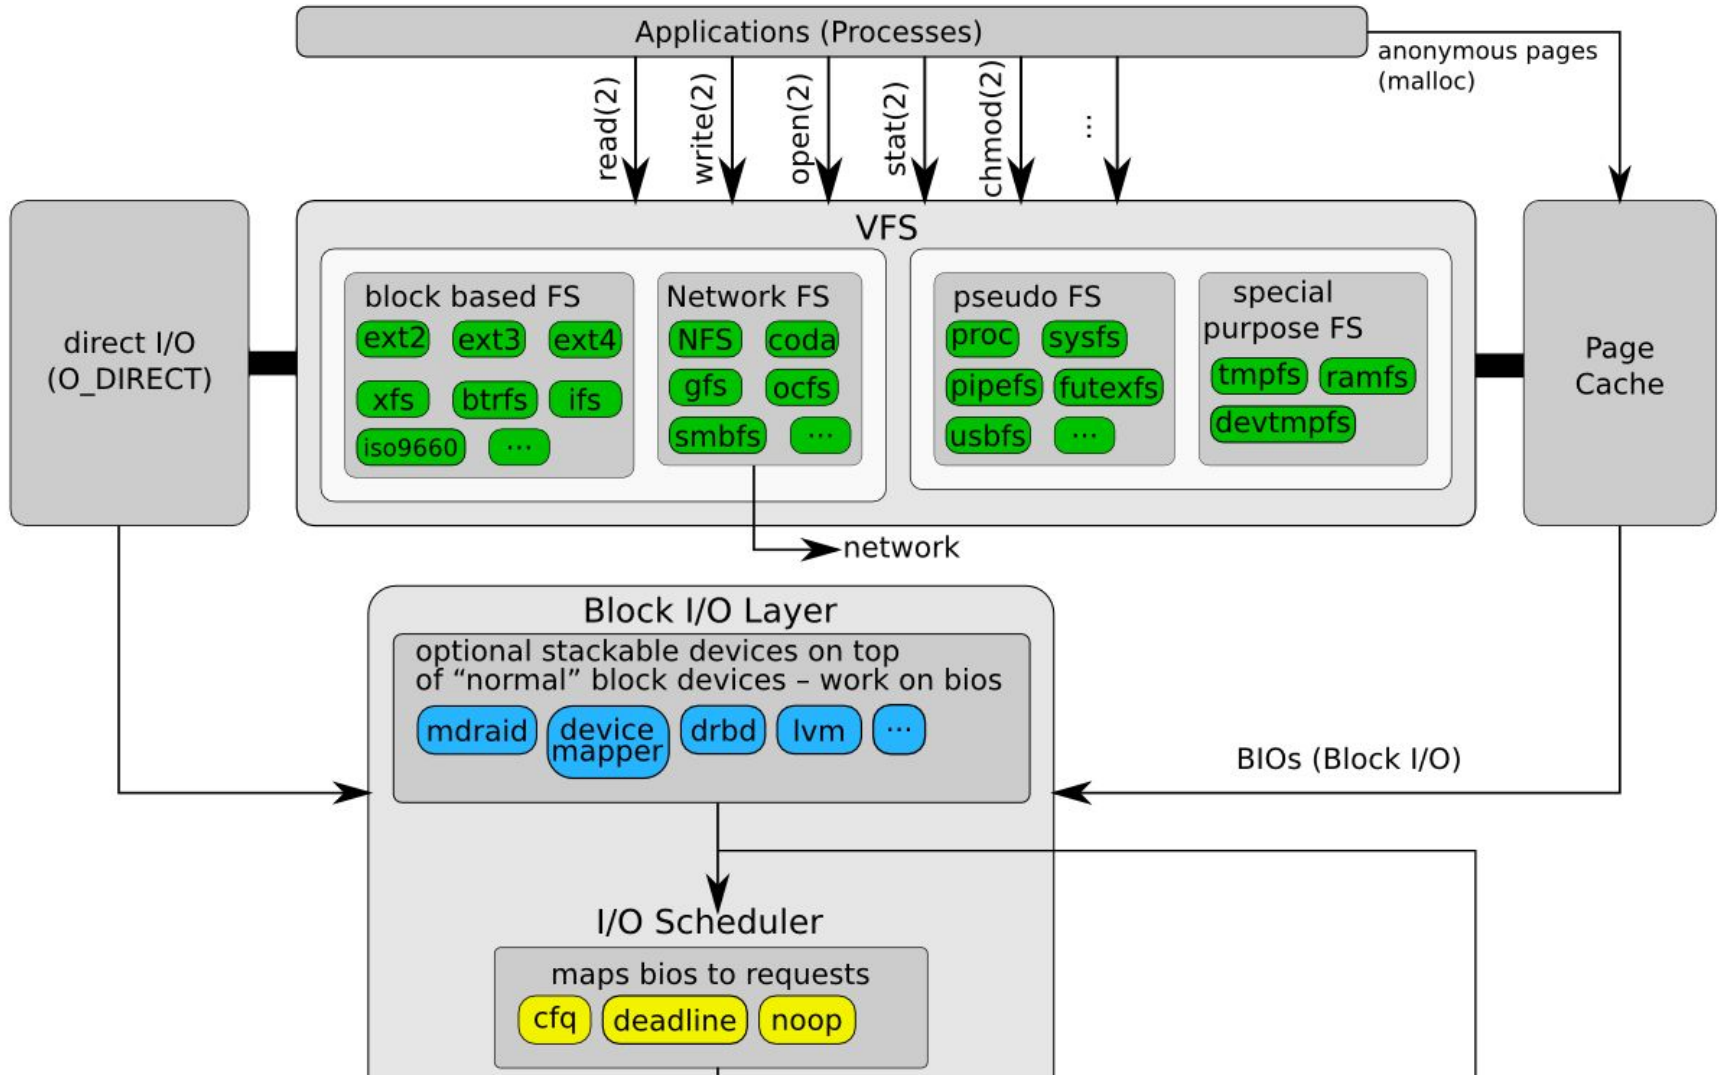 Applications (Processes)
anonymous pages
(malloc)
read(2)
write(2)
open(2)
stat(2)
chmod(2)
...
VFS
direct I/O
(O_DIRECT)
block based FS
ext2 ext3 ext4
xfs btrfs ifs
iso9660 ...
Network FS
NFS coda
gfs ocfs
smbfs ...
pseudo FS
proc sysfs
pipefs futexfs
usbfs ...
special
purpose FS
tmpfs ramfs
devtmpfs
Page
Cache
network
Block I/O Layer
optional stackable devices on top
of “normal” block devices – work on bios
mdraid device mapper drbd lvm ...
BIOs (Block I/O)
I/O Scheduler
maps bios to requests
cfq deadline noop